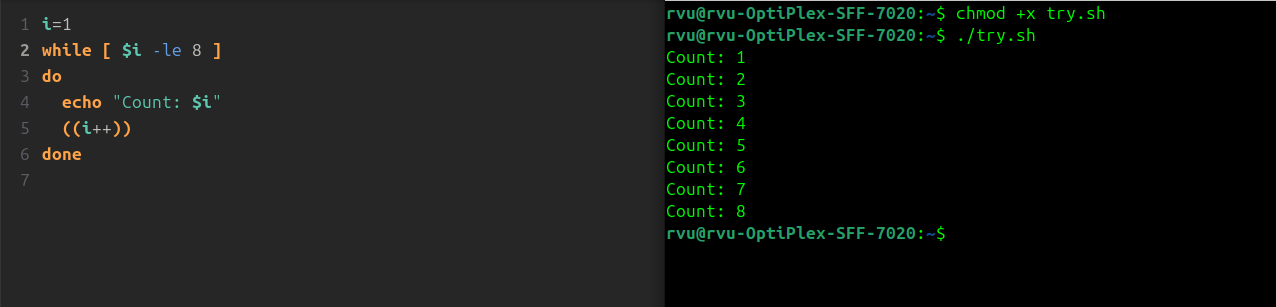 1 i=1
2 while [ $i -le 8 ]
3 do
4   echo "Count: $i"
5   ((i++))
6 done
7
rvu@rvu-OptiPlex-SFF-7020:~$ chmod +x try.sh
rvu@rvu-OptiPlex-SFF-7020:~$ ./try.sh
Count: 1
Count: 2
Count: 3
Count: 4
Count: 5
Count: 6
Count: 7
Count: 8
rvu@rvu-OptiPlex-SFF-7020:~$